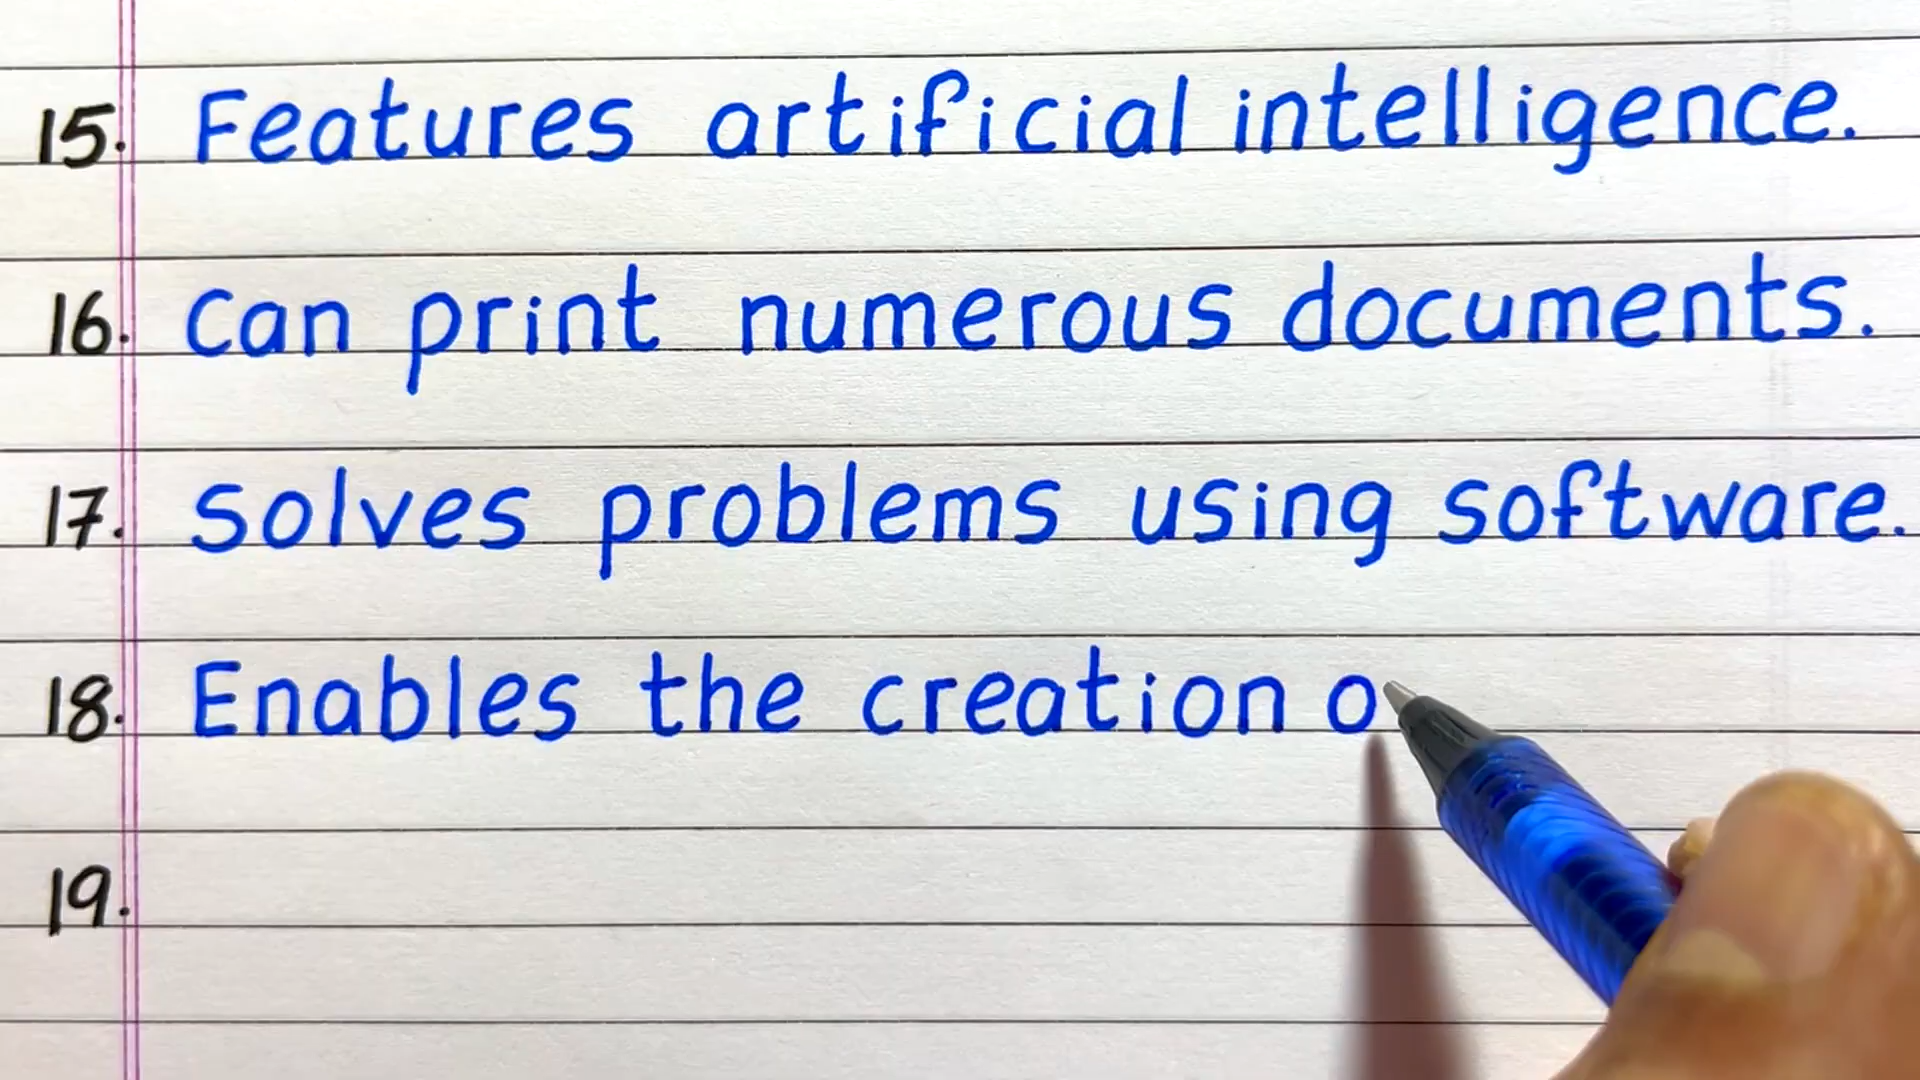 15. Features artificial intelligence.
16. Can print numerous documents.
17. Solves problems using software.
18. Enables the creation o
19.